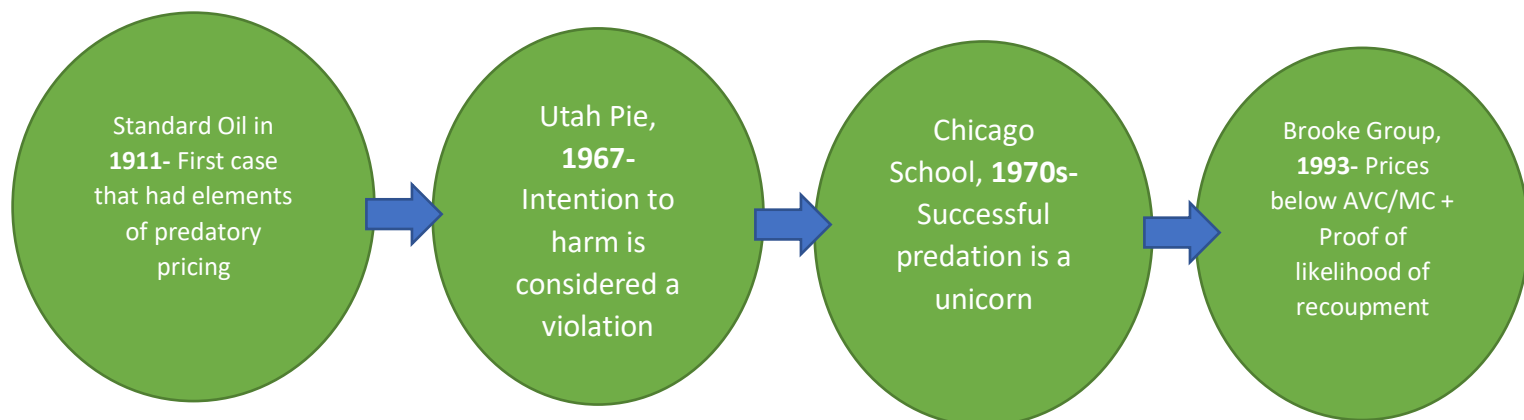 Standard Oil in
1911- First case
that had elements
of predatory
pricing
Utah Pie,
1967-
Intention to
harm is
considered a
violation
Chicago
School, 1970s-
Successful
predation is a
unicorn
Brooke Group,
1993- Prices
below AVC/MC +
Proof of
likelihood of
recoupment